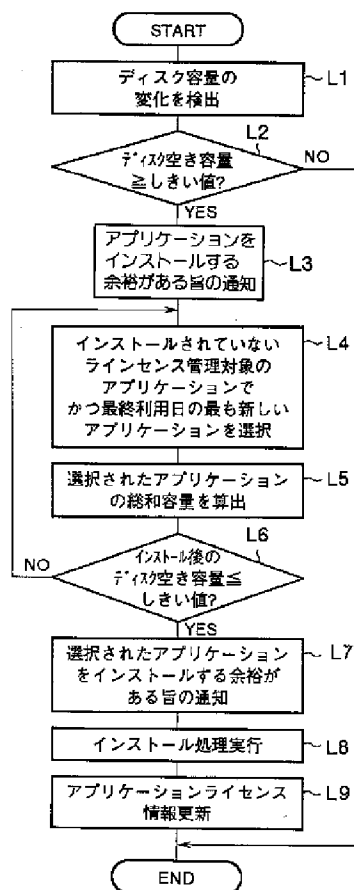 START
ディスク容量の
変化を検出
L1
L2
ディスク空き容量
≧しきい値?
NO
YES
アプリケーションを
インストールする
余裕がある旨の通知
L3
インストールされていない
ラインセンス管理対象の
アプリケーションで
かつ最終利用日の最も新しい
アプリケーションを選択
L4
選択されたアプリケーション
の総和容量を算出
L5
L6
NO
インストール後の
ディスク空き容量≦
しきい値?
YES
選択されたアプリケーション
をインストールする余裕が
ある旨の通知
L7
インストール処理実行
L8
アプリケーションライセンス
情報更新
L9
END